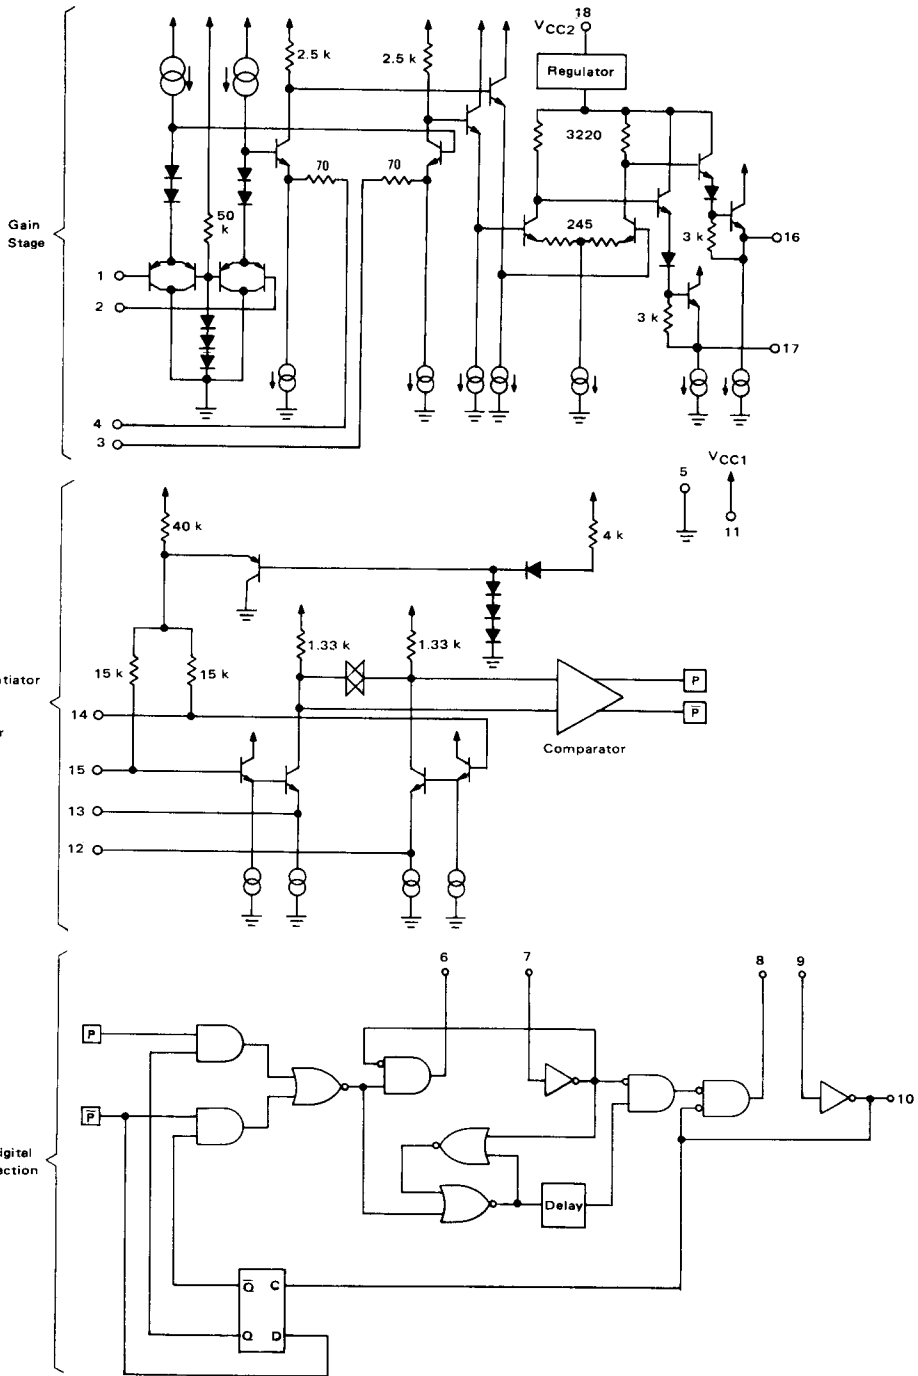 18
VCC2
Regulator
2.5 k
2.5 k
3220
70
70
50
k
Gain
Stage
245
3 k
16
1
2
3 k
17
4
3
VCC1
5
11
40 k
4 k
1.33 k
1.33 k
15 k
15 k
P
14
P̅
Comparator
15
13
12
6
7
8
9
P
10
P̅
Delay
Q̅ C
Q D